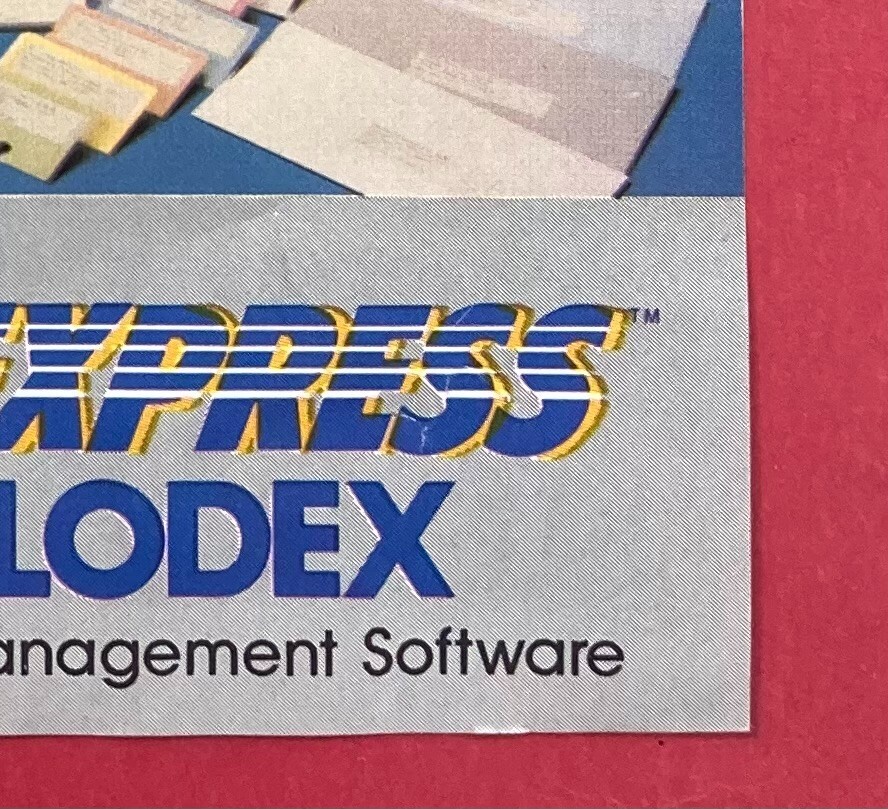 EXPRESS™
LODEX
anagement Software